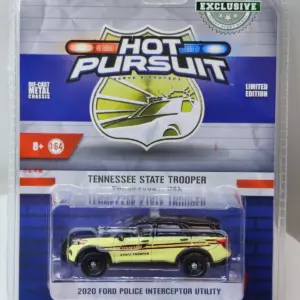 EXCLUSIVE
HOT
PURSUIT
DIE-CAST
METAL
CHASSIS
LIMITED
EDITION
8+
1:64
TENNESSEE STATE TROOPER
2020 FORD POLICE INTERCEPTOR UTILITY
STATE TROOPER